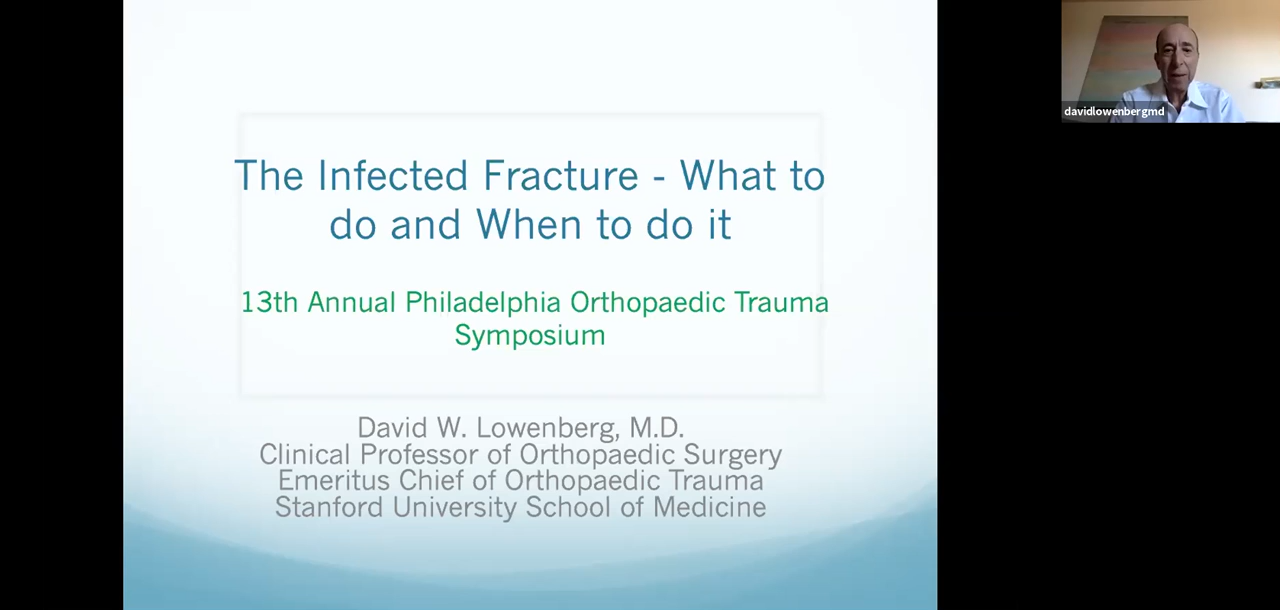 The Infected Fracture - What to
do and When to do it
13th Annual Philadelphia Orthopaedic Trauma
Symposium
David W. Lowenberg, M.D.
Clinical Professor of Orthopaedic Surgery
Emeritus Chief of Orthopaedic Trauma
Stanford University School of Medicine
davidlowenbergmd